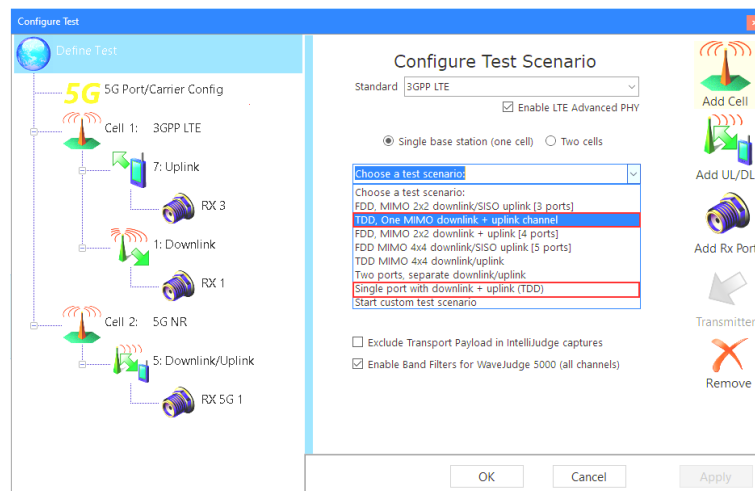 Configure Test
Define Test
5G 5G Port/Carrier Config
Cell 1: 3GPP LTE
7: Uplink
RX 3
1: Downlink
RX 1
Cell 2: 5G NR
5: Downlink/Uplink
RX 5G 1
Configure Test Scenario
Standard 3GPP LTE
Enable LTE Advanced PHY
Single base station (one cell) Two cells
Choose a test scenario:
Choose a test scenario:
FDD, MIMO 2x2 downlink/SISO uplink [3 ports]
TDD, One MIMO downlink + uplink channel
FDD, MIMO 2x2 downlink + uplink [4 ports]
FDD MIMO 4x4 downlink/SISO uplink [5 ports]
TDD MIMO 4x4 downlink/uplink
Two ports, separate downlink/uplink
Single port with downlink + uplink (TDD)
Start custom test scenario
Exclude Transport Payload in IntelliJudge captures
Enable Band Filters for WaveJudge 5000 (all channels)
OK Cancel Apply
Add Cell
Add UL/DL
Add Rx Port
Transmitter
Remove